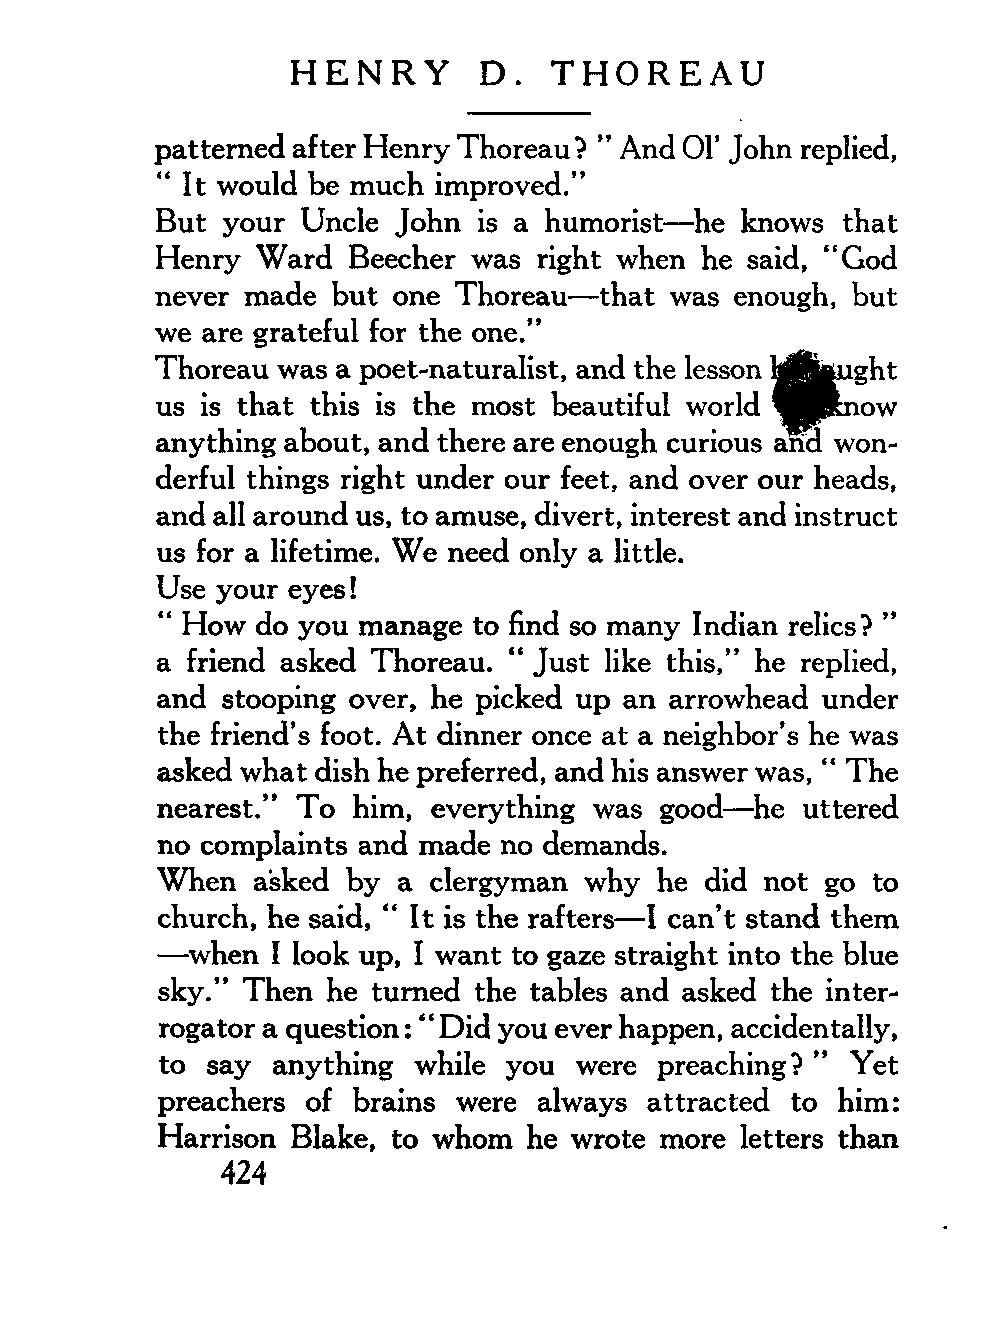 HENRY D. THOREAU
patterned after Henry Thoreau? " And Ol' John replied,
" It would be much improved."
But your Uncle John is a humorist—he knows that
Henry Ward Beecher was right when he said, "God
never made but one Thoreau—that was enough, but
we are grateful for the one."
Thoreau was a poet-naturalist, and the lesson
us is that this is the most beautiful world
anything about, and there are enough curious and won-
derful things right under our feet, and over our heads,
and all around us, to amuse, divert, interest and instruct
us for a lifetime. We need only a little.
Use your eyes!
" How do you manage to find so many Indian relics? "
a friend asked Thoreau. " Just like this," he replied,
and stooping over, he picked up an arrowhead under
the friend's foot. At dinner once at a neighbor's he was
asked what dish he preferred, and his answer was, " The
nearest." To him, everything was good—he uttered
no complaints and made no demands.
When asked by a clergyman why he did not go to
church, he said, " It is the rafters—I can't stand them
—when I look up, I want to gaze straight into the blue
sky." Then he turned the tables and asked the inter-
rogator a question: "Did you ever happen, accidentally,
to say anything while you were preaching? " Yet
preachers of brains were always attracted to him:
Harrison Blake, to whom he wrote more letters than
424